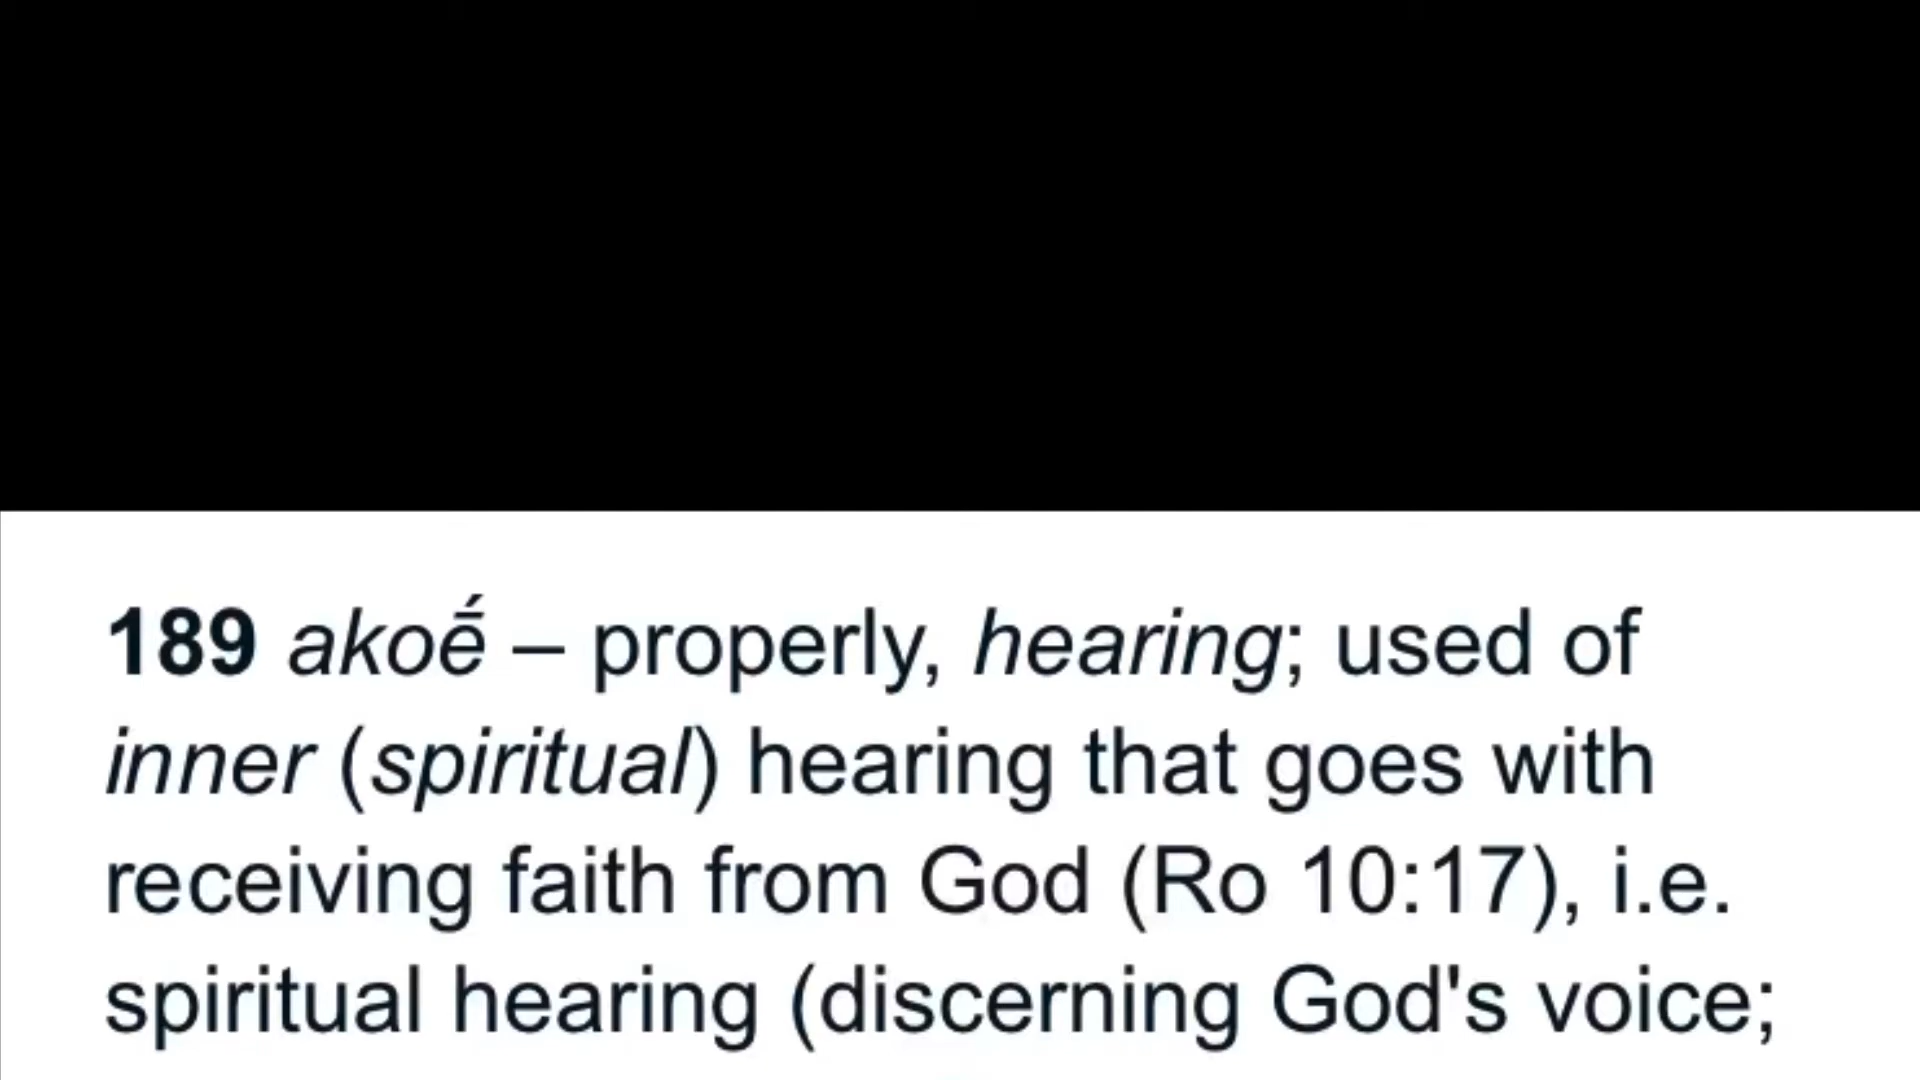 189 akoḗ – properly, hearing; used of
inner (spiritual) hearing that goes with
receiving faith from God (Ro 10:17), i.e.
spiritual hearing (discerning God's voice;